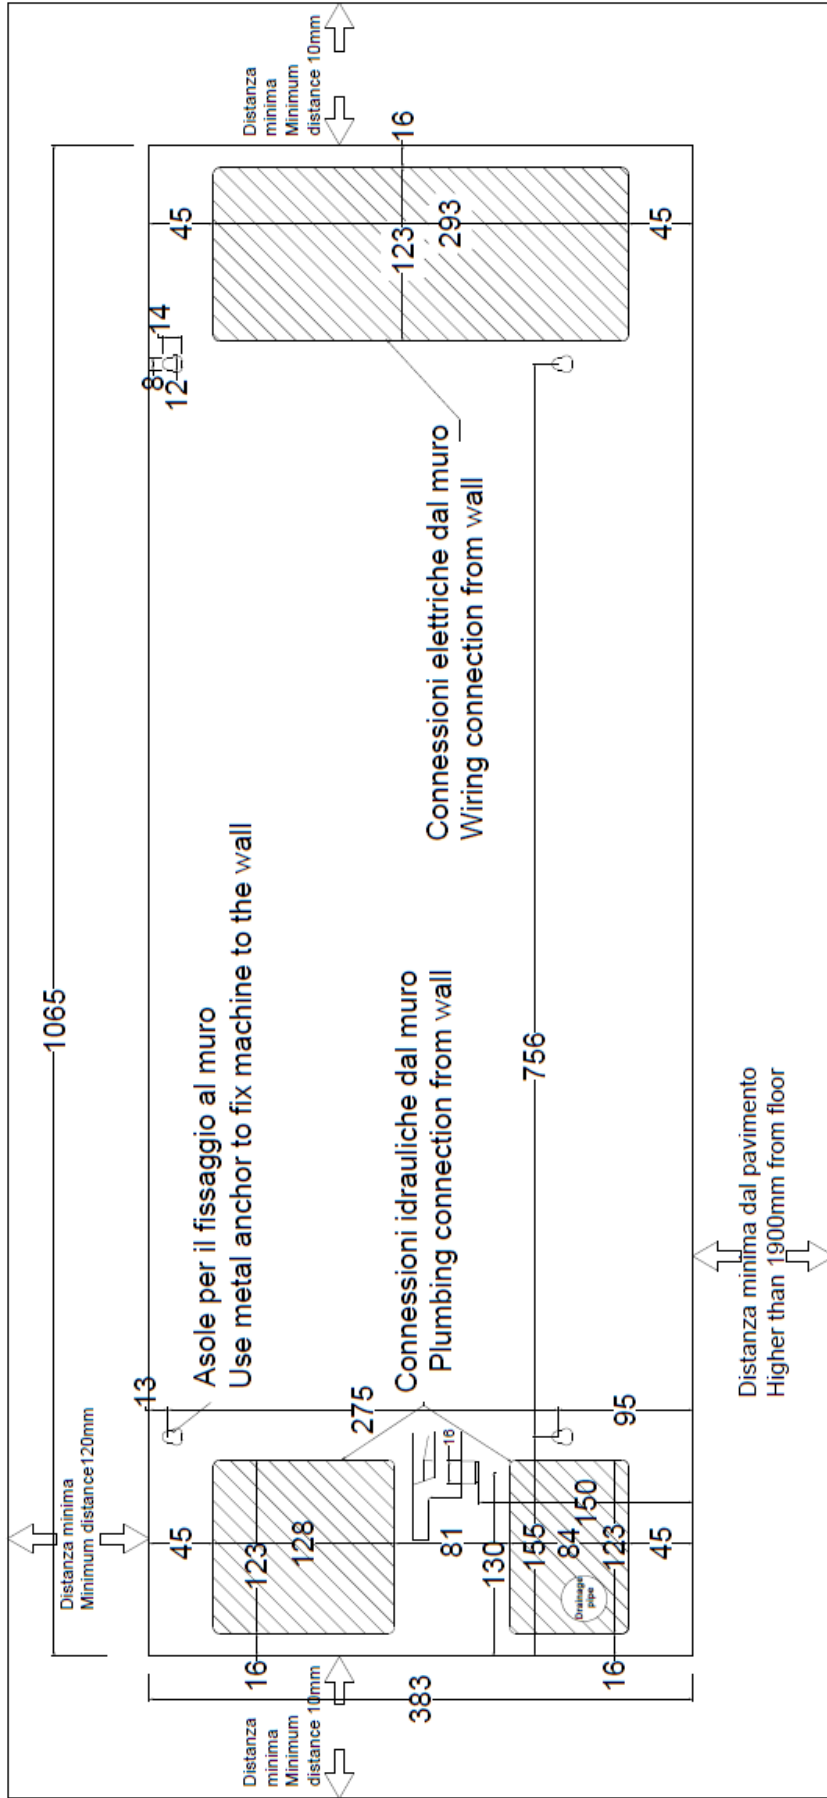 1065
Distanza minima
Minimum distance120mm
13
8
14
12
45
45
Asole per il fissaggio al muro
Use metal anchor to fix machine to the wall
Distanza
minima
Minimum
distance 10mm
Distanza
minima
Minimum
distance 10mm
16
123
128
275
383
16
123
293
Connessioni idrauliche dal muro
Plumbing connection from wall
Connessioni elettriche dal muro
Wiring connection from wall
16
81
130
155
756
84
150
Drainage
pipe
123
16
95
45
45
Distanza minima dal pavimento
Higher than 1900mm from floor